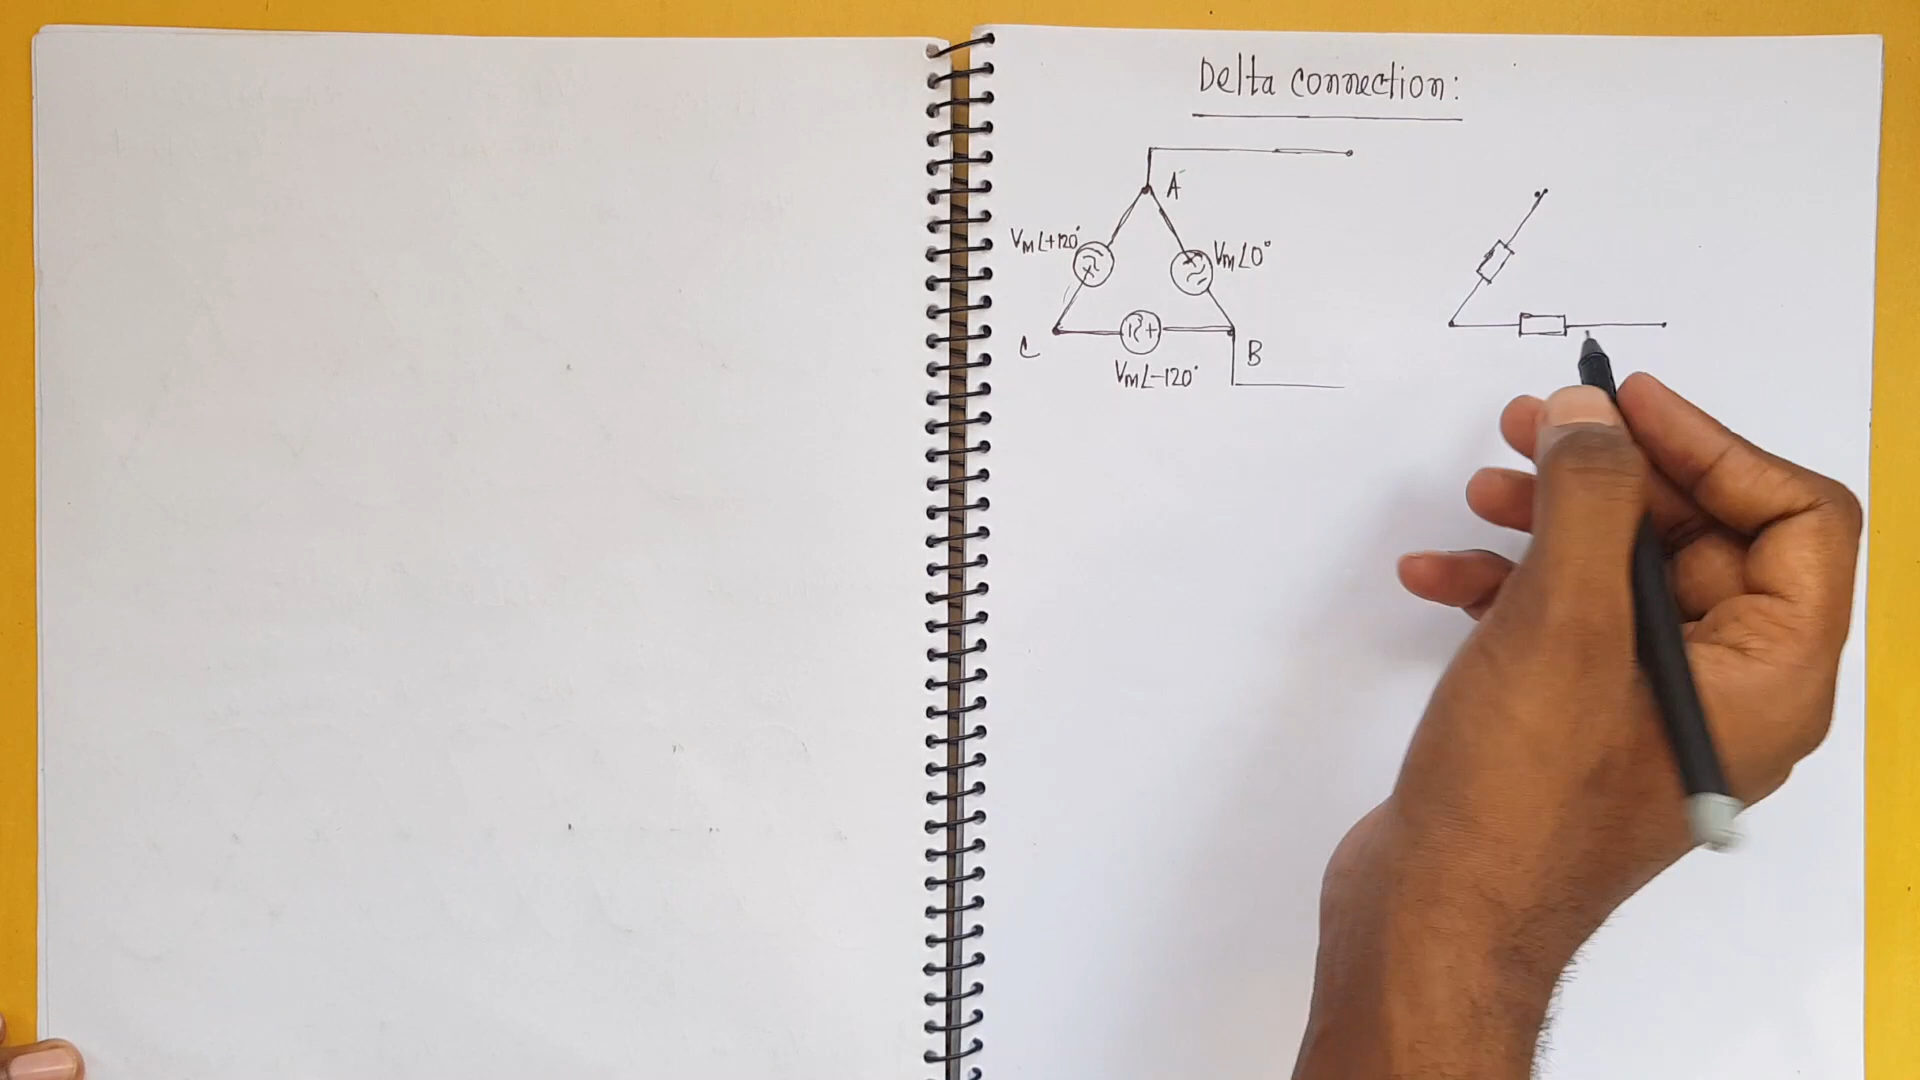 Delta connection:
A
VM∠+120°
VM∠0°
+
+
+
C
B
VM∠-120°